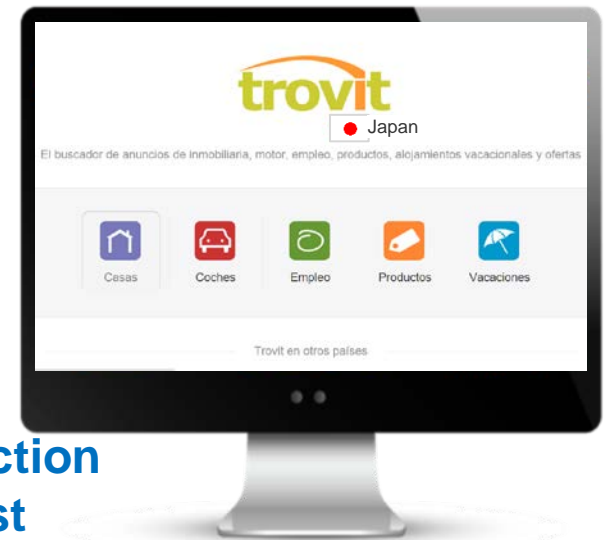 trovit
Japan
El buscador de anuncios de inmobiliaria, motor, empleo, productos, alojamientos vacacionales y ofertas
Casas Coches Empleo Productos Vacaciones
Trovit en otros países
ction
st